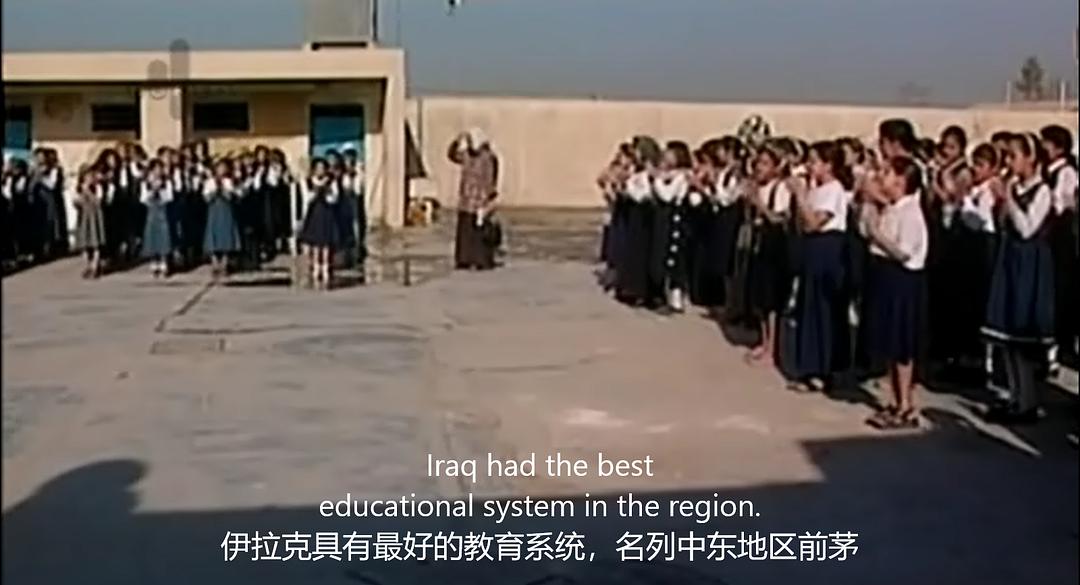 Iraq had the best
educational system in the region.
伊拉克具有最好的教育系统，名列中东地区前茅